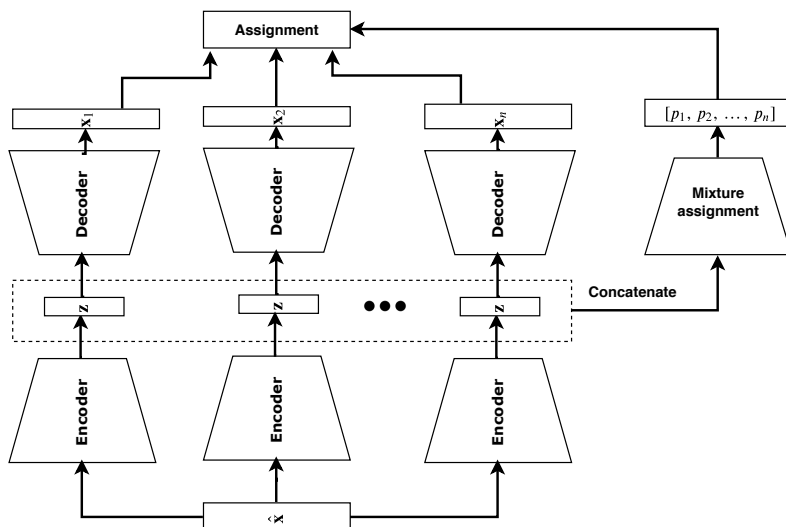 Assignment
x₁
x₂
xₙ
[p₁, p₂, …, pₙ]
Decoder
Decoder
Decoder
Mixture
assignment
z
z
z
Concatenate
Encoder
Encoder
Encoder
x̂